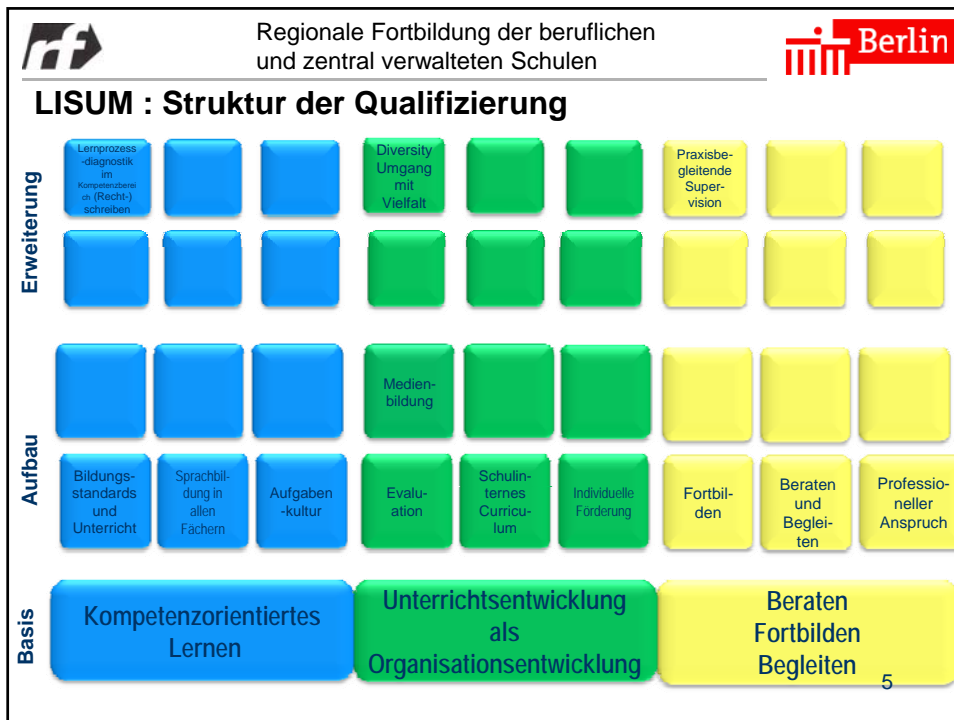 rf
Regionale Fortbildung der beruflichen
und zentral verwalteten Schulen
Berlin
LISUM : Struktur der Qualifizierung
Erweiterung
Lernprozess
-diagnostik
im
Kompetenzberei
ch (Recht-)
schreiben
Diversity
Umgang
mit
Vielfalt
Praxisbe-
gleitende
Super-
vision
Aufbau
Medien-
bildung
Bildungs-
standards
und
Unterricht
Sprachbil-
dung in
allen
Fächern
Aufgaben
-kultur
Evalu-
ation
Schulin-
ternes
Curricu-
lum
Individuelle
Förderung
Fortbil-
den
Beraten
und
Beglei-
ten
Professio-
neller
Anspruch
Basis
Kompetenzorientiertes
Lernen
Unterrichtsentwicklung
als
Organisationsentwicklung
Beraten
Fortbilden
Begleiten
5